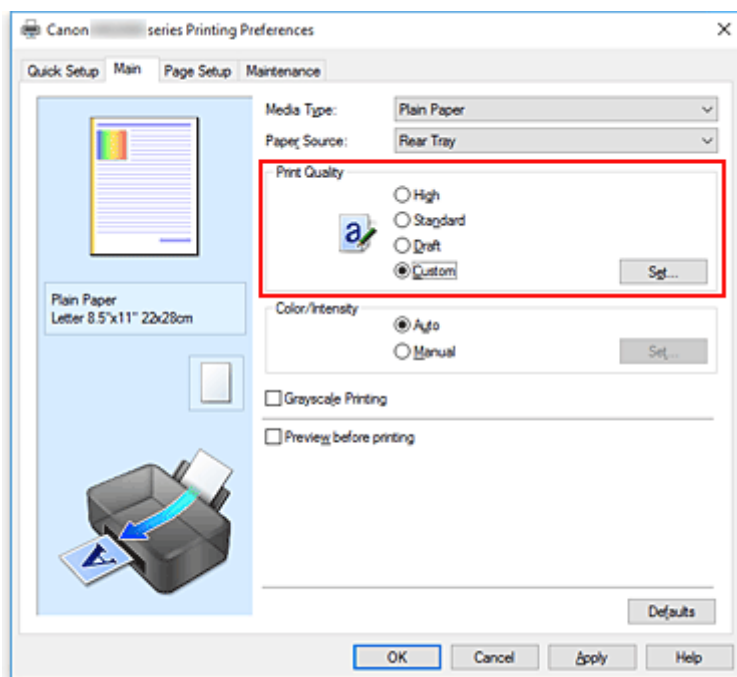 Canon series Printing Preferences
Quick Setup Main Page Setup Maintenance
Media Type: Plain Paper
Paper Source: Rear Tray
Print Quality
High
Standard
Draft
Custom Set...
Plain Paper
Letter 8.5"x11" 22x28cm
Color/Intensity
Auto
Manual Set...
Grayscale Printing
Preview before printing
a
A
Defaults
OK Cancel Apply Help